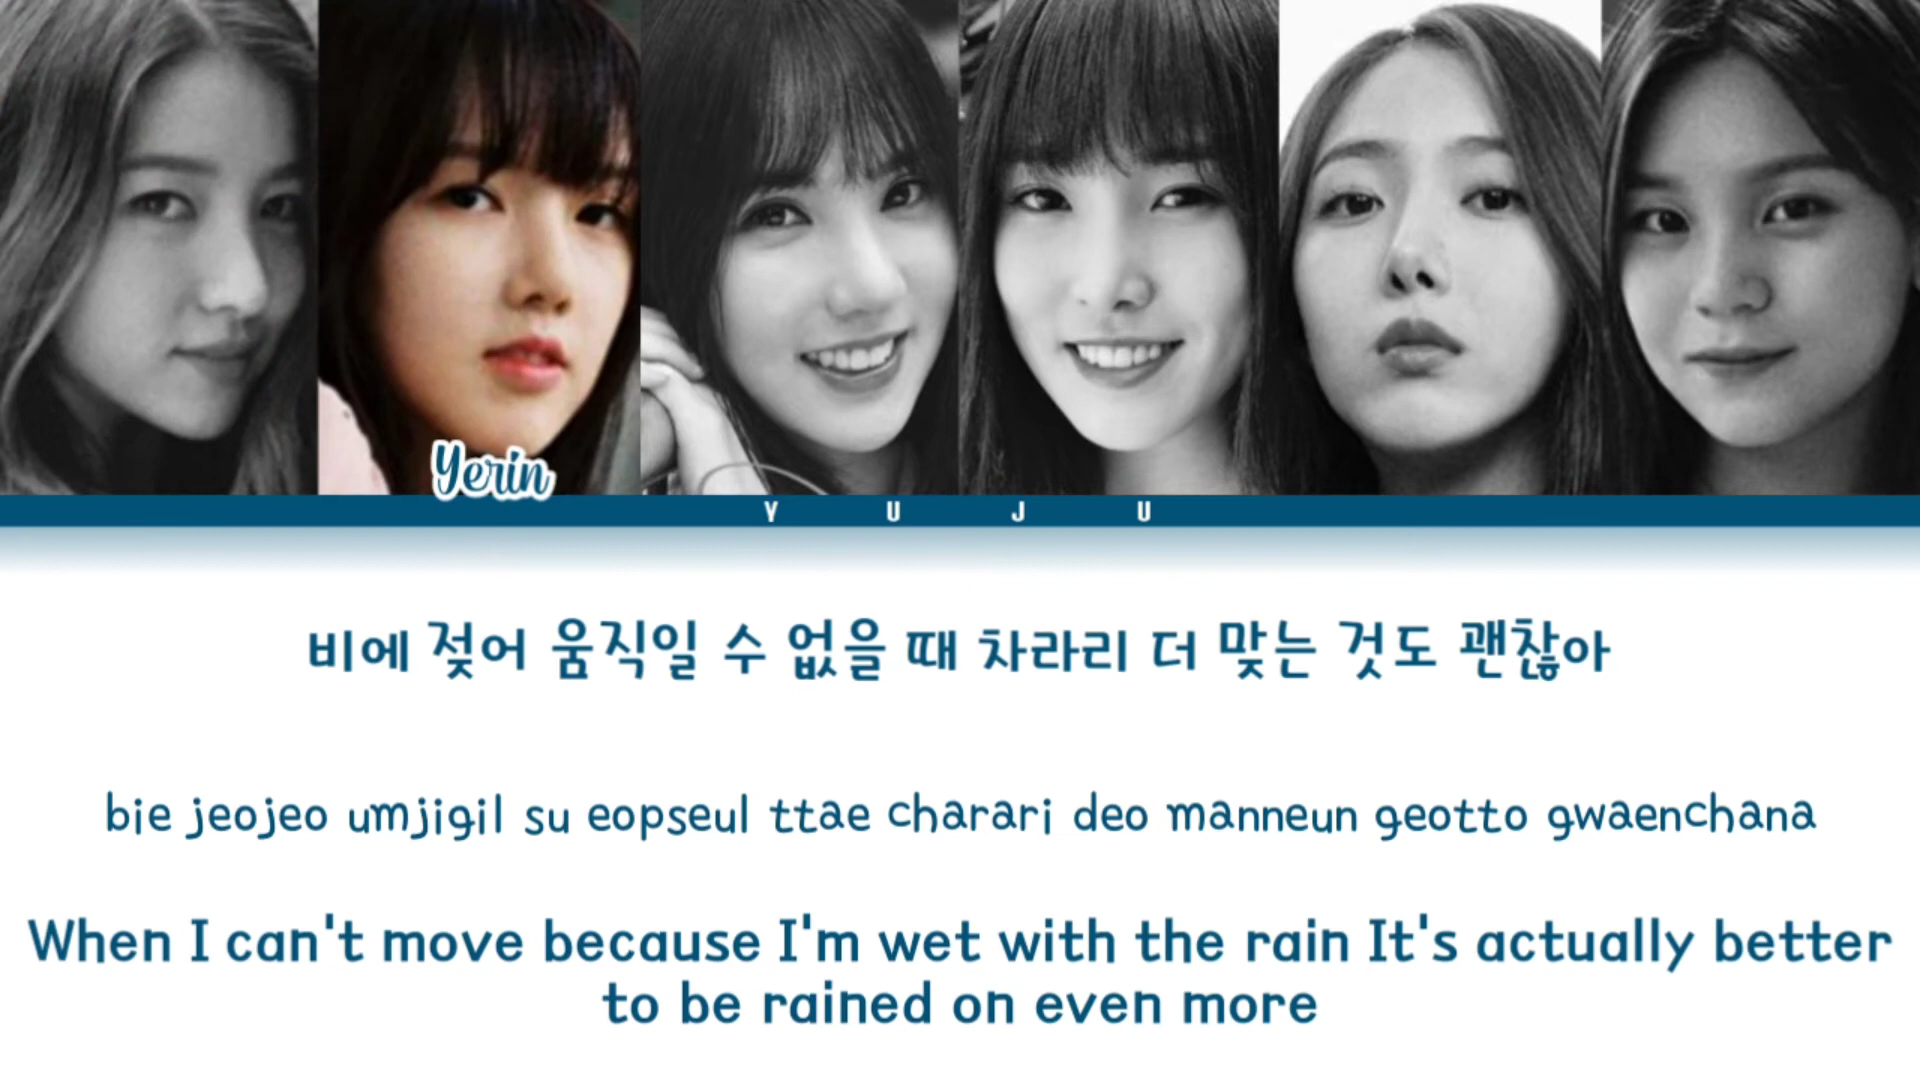 Yerin
YUJU
비에 젖어 움직일 수 없을 때 차라리 더 맞는 것도 괜찮아
bie jeojeo umjigil su eopseul ttae charari deo manneun geotto gwaenchana
When I can't move because I'm wet with the rain It's actually better
to be rained on even more